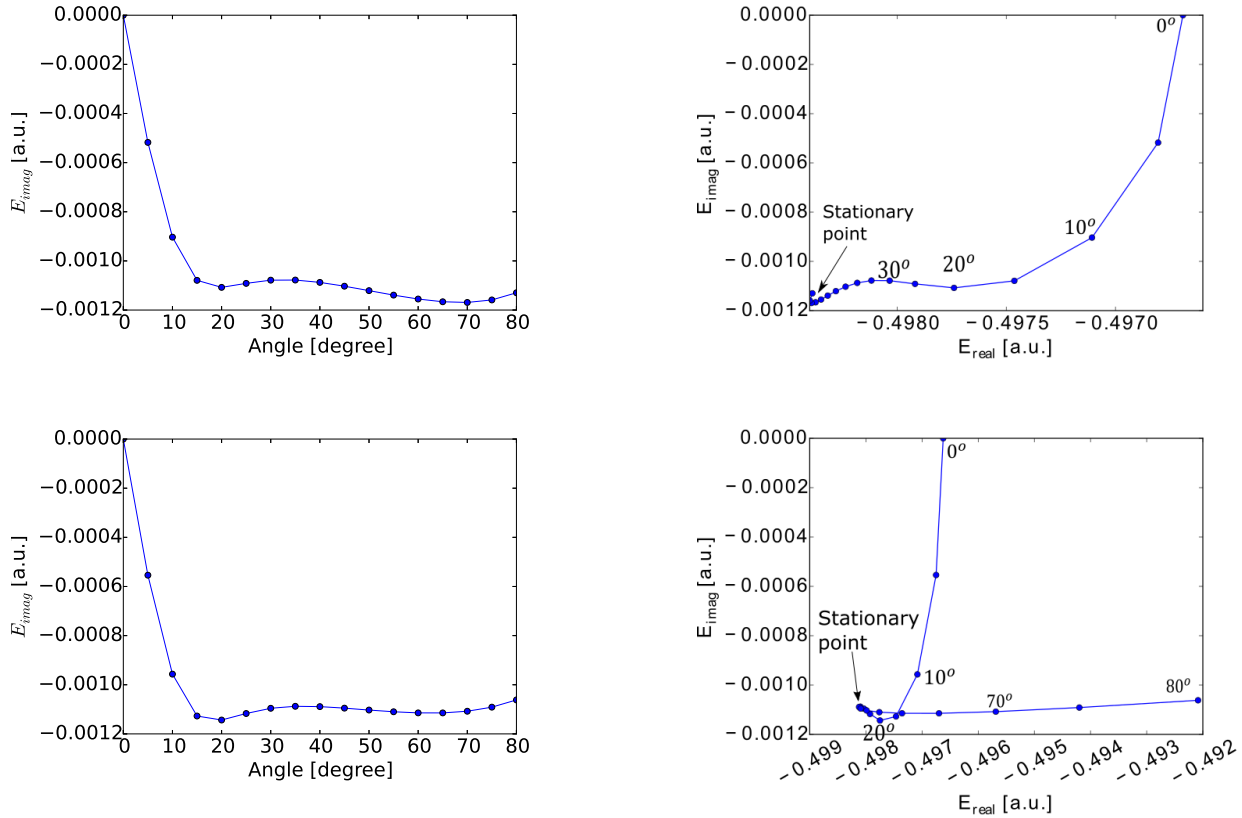 0.0000
−0.0002
−0.0004
−0.0006
−0.0008
−0.0010
−0.0012
E_imag [a.u.]
0 10 20 30 40 50 60 70 80
Angle [degree]
0.0000
−0.0002
−0.0004
−0.0006
−0.0008
−0.0010
−0.0012
E_imag [a.u.]
0°
10°
20°
30°
Stationary
point
−0.4980 −0.4975 −0.4970
E_real [a.u.]
0.0000
−0.0002
−0.0004
−0.0006
−0.0008
−0.0010
−0.0012
E_imag [a.u.]
0 10 20 30 40 50 60 70 80
Angle [degree]
0.0000
−0.0002
−0.0004
−0.0006
−0.0008
−0.0010
−0.0012
E_imag [a.u.]
0°
Stationary
point
10°
20°
70°
80°
−0.499 −0.498 −0.497 −0.496 −0.495 −0.494 −0.493 −0.492
E_real [a.u.]